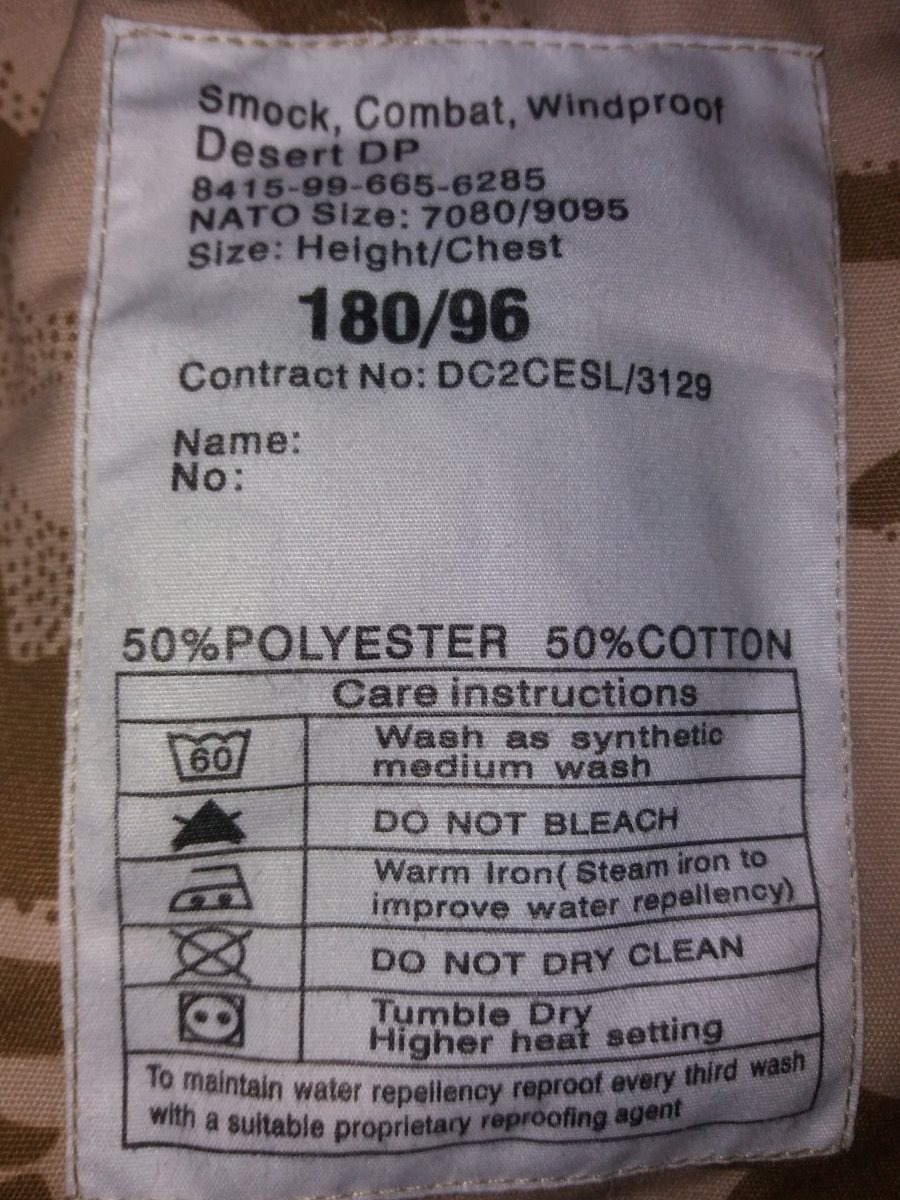 Smock, Combat, Windproof
Desert DP
8415-99-665-6285
NATO Size: 7080/9095
Size: Height/Chest
180/96
Contract No: DC2CESL/3129
Name:
No:
50%POLYESTER 50%COTTON
Care instructions
60 Wash as synthetic
medium wash
DO NOT BLEACH
Warm Iron( Steam iron to
improve water repellency)
DO NOT DRY CLEAN
Tumble Dry
Higher heat setting
To maintain water repellency reproof every third wash
with a suitable proprietary reproofing agent